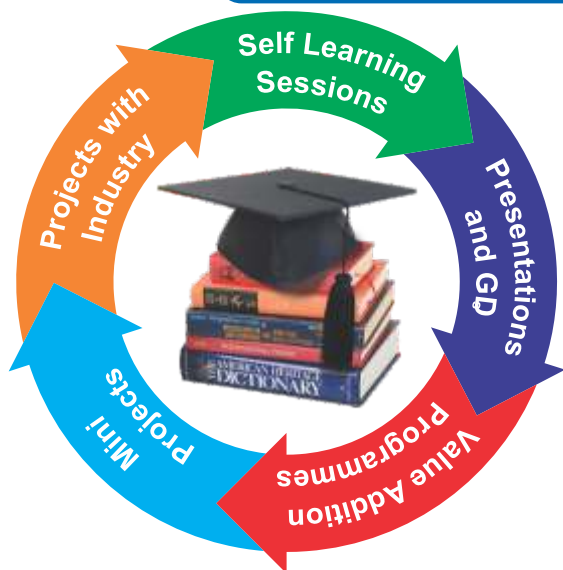 Self Learning
Sessions
Presentations
and GD
Value Addition
Programmes
Mini
Projects
Projects with
Industry
AMERICAN HERITAGE
DICTIONARY